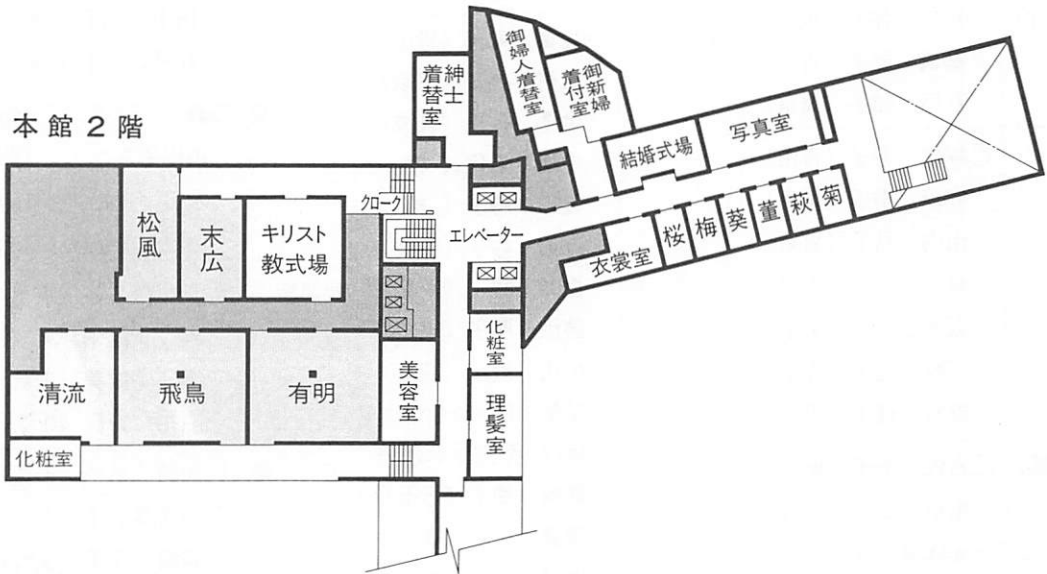 本館2階
紳士
着替室
御婦人着替室
御新婦
着付室
結婚式場
写真室
松風
末広
キリスト
教式場
クローク
エレベーター
衣裳室
桜
梅
葵
菫
萩
菊
清流
飛鳥
有明
美容室
化粧室
理髪室
化粧室